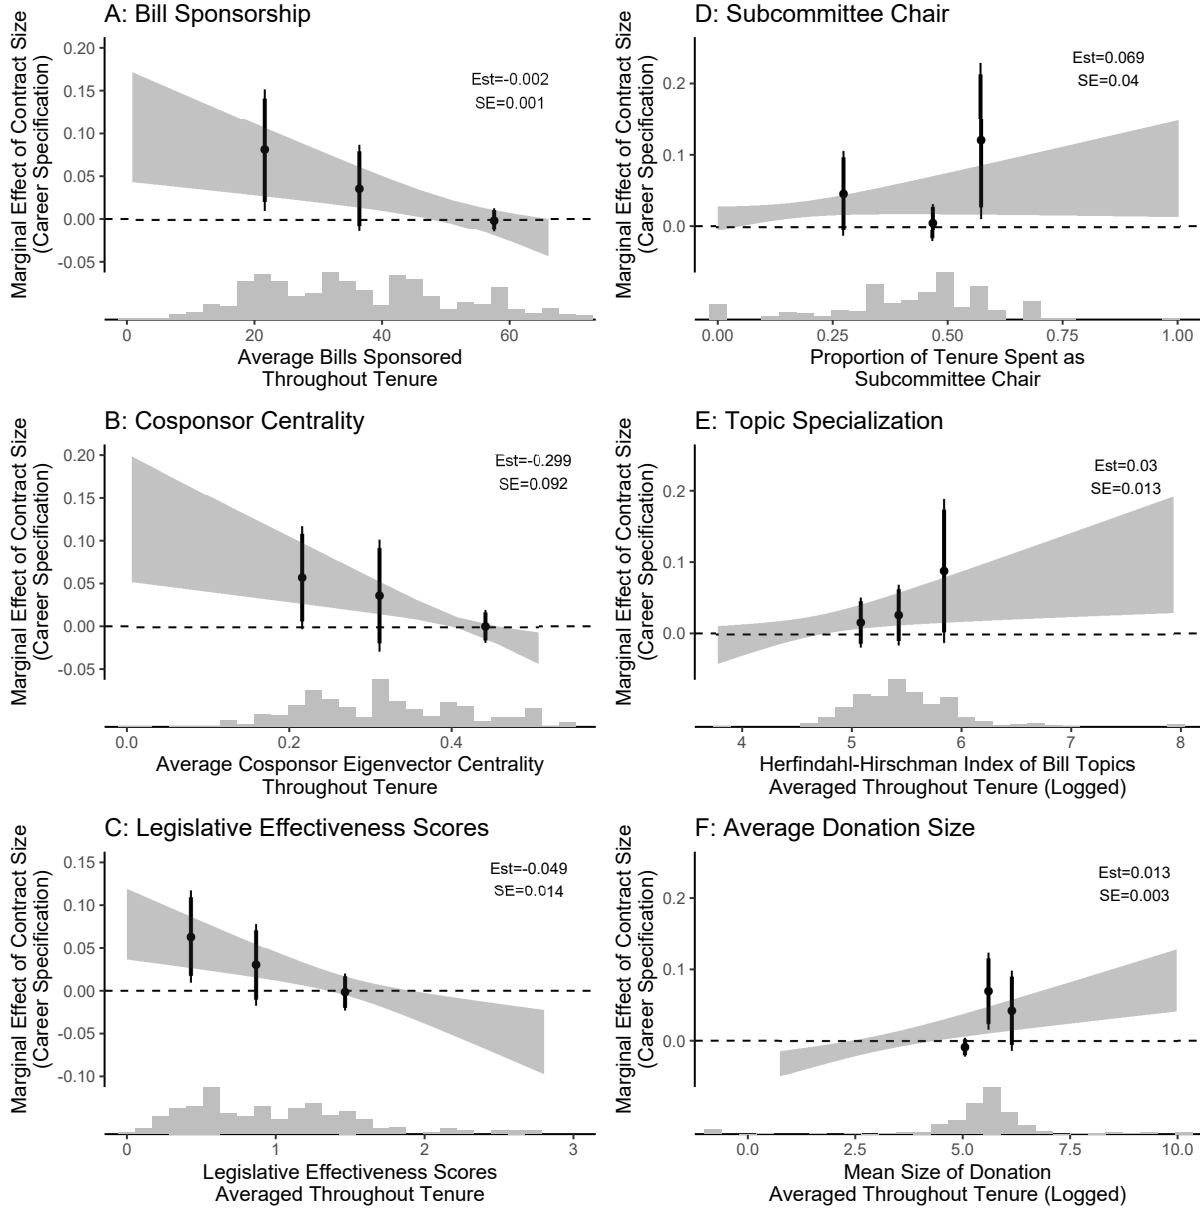 A: Bill Sponsorship
Marginal Effect of Contract Size
(Career Specification)
0.20
0.15
0.10
0.05
0.00
-0.05
Est=-0.002
SE=0.001
0
20
40
60
Average Bills Sponsored
Throughout Tenure
D: Subcommittee Chair
Marginal Effect of Contract Size
(Career Specification)
0.2
0.1
0.0
Est=0.069
SE=0.04
0.00
0.25
0.50
0.75
1.00
Proportion of Tenure Spent as
Subcommittee Chair
B: Cosponsor Centrality
Marginal Effect of Contract Size
(Career Specification)
0.20
0.15
0.10
0.05
0.00
-0.05
Est=-0.299
SE=0.092
0.0
0.2
0.4
Average Cosponsor Eigenvector Centrality
Throughout Tenure
E: Topic Specialization
Marginal Effect of Contract Size
(Career Specification)
0.2
0.1
0.0
Est=0.03
SE=0.013
4
5
6
7
8
Herfindahl-Hirschman Index of Bill Topics
Averaged Throughout Tenure (Logged)
C: Legislative Effectiveness Scores
Marginal Effect of Contract Size
(Career Specification)
0.15
0.10
0.05
0.00
-0.05
-0.10
Est=-0.049
SE=0.014
0
1
2
3
Legislative Effectiveness Scores
Averaged Throughout Tenure
F: Average Donation Size
Marginal Effect of Contract Size
(Career Specification)
0.2
0.1
0.0
Est=0.013
SE=0.003
0.0
2.5
5.0
7.5
10.0
Mean Size of Donation
Averaged Throughout Tenure (Logged)